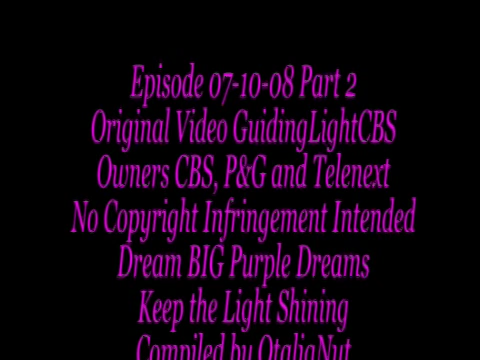 Episode 07-10-08 Part 2
Original Video GuidingLightCBS
Owners CBS, P&G and Telenext
No Copyright Infringement Intended
Dream BIG Purple Dreams
Keep the Light Shining
Compiled by OtaliaNut